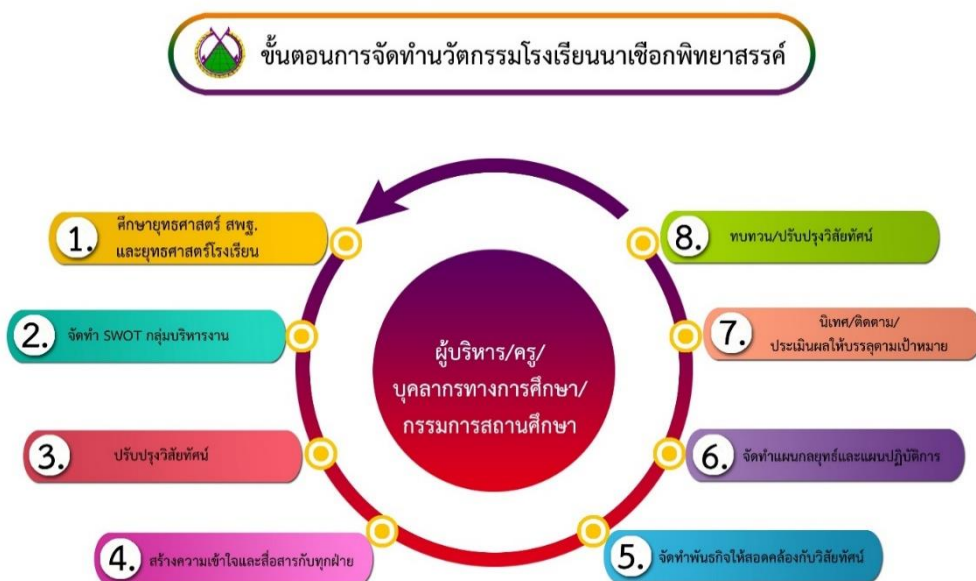 ขั้นตอนการจัดทำนวัตกรรมโรงเรียนนาเชือกพิทยาสรรค์
1.
ศึกษายุทธศาสตร์ สพฐ.
และยุทธศาสตร์โรงเรียน
2.
จัดทำ SWOT กลุ่มบริหารงาน
3.
ปรับปรุงวิสัยทัศน์
4.
สร้างความเข้าใจและสื่อสารกับทุกฝ่าย
5.
จัดทำพันธกิจให้สอดคล้องกับวิสัยทัศน์
6.
จัดทำแผนกลยุทธ์และแผนปฏิบัติการ
7.
นิเทศ/ติดตาม/
ประเมินผลให้บรรลุตามเป้าหมาย
8.
ทบทวน/ปรับปรุงวิสัยทัศน์
ผู้บริหาร/ครู/
บุคลากรทางการศึกษา/
กรรมการสถานศึกษา